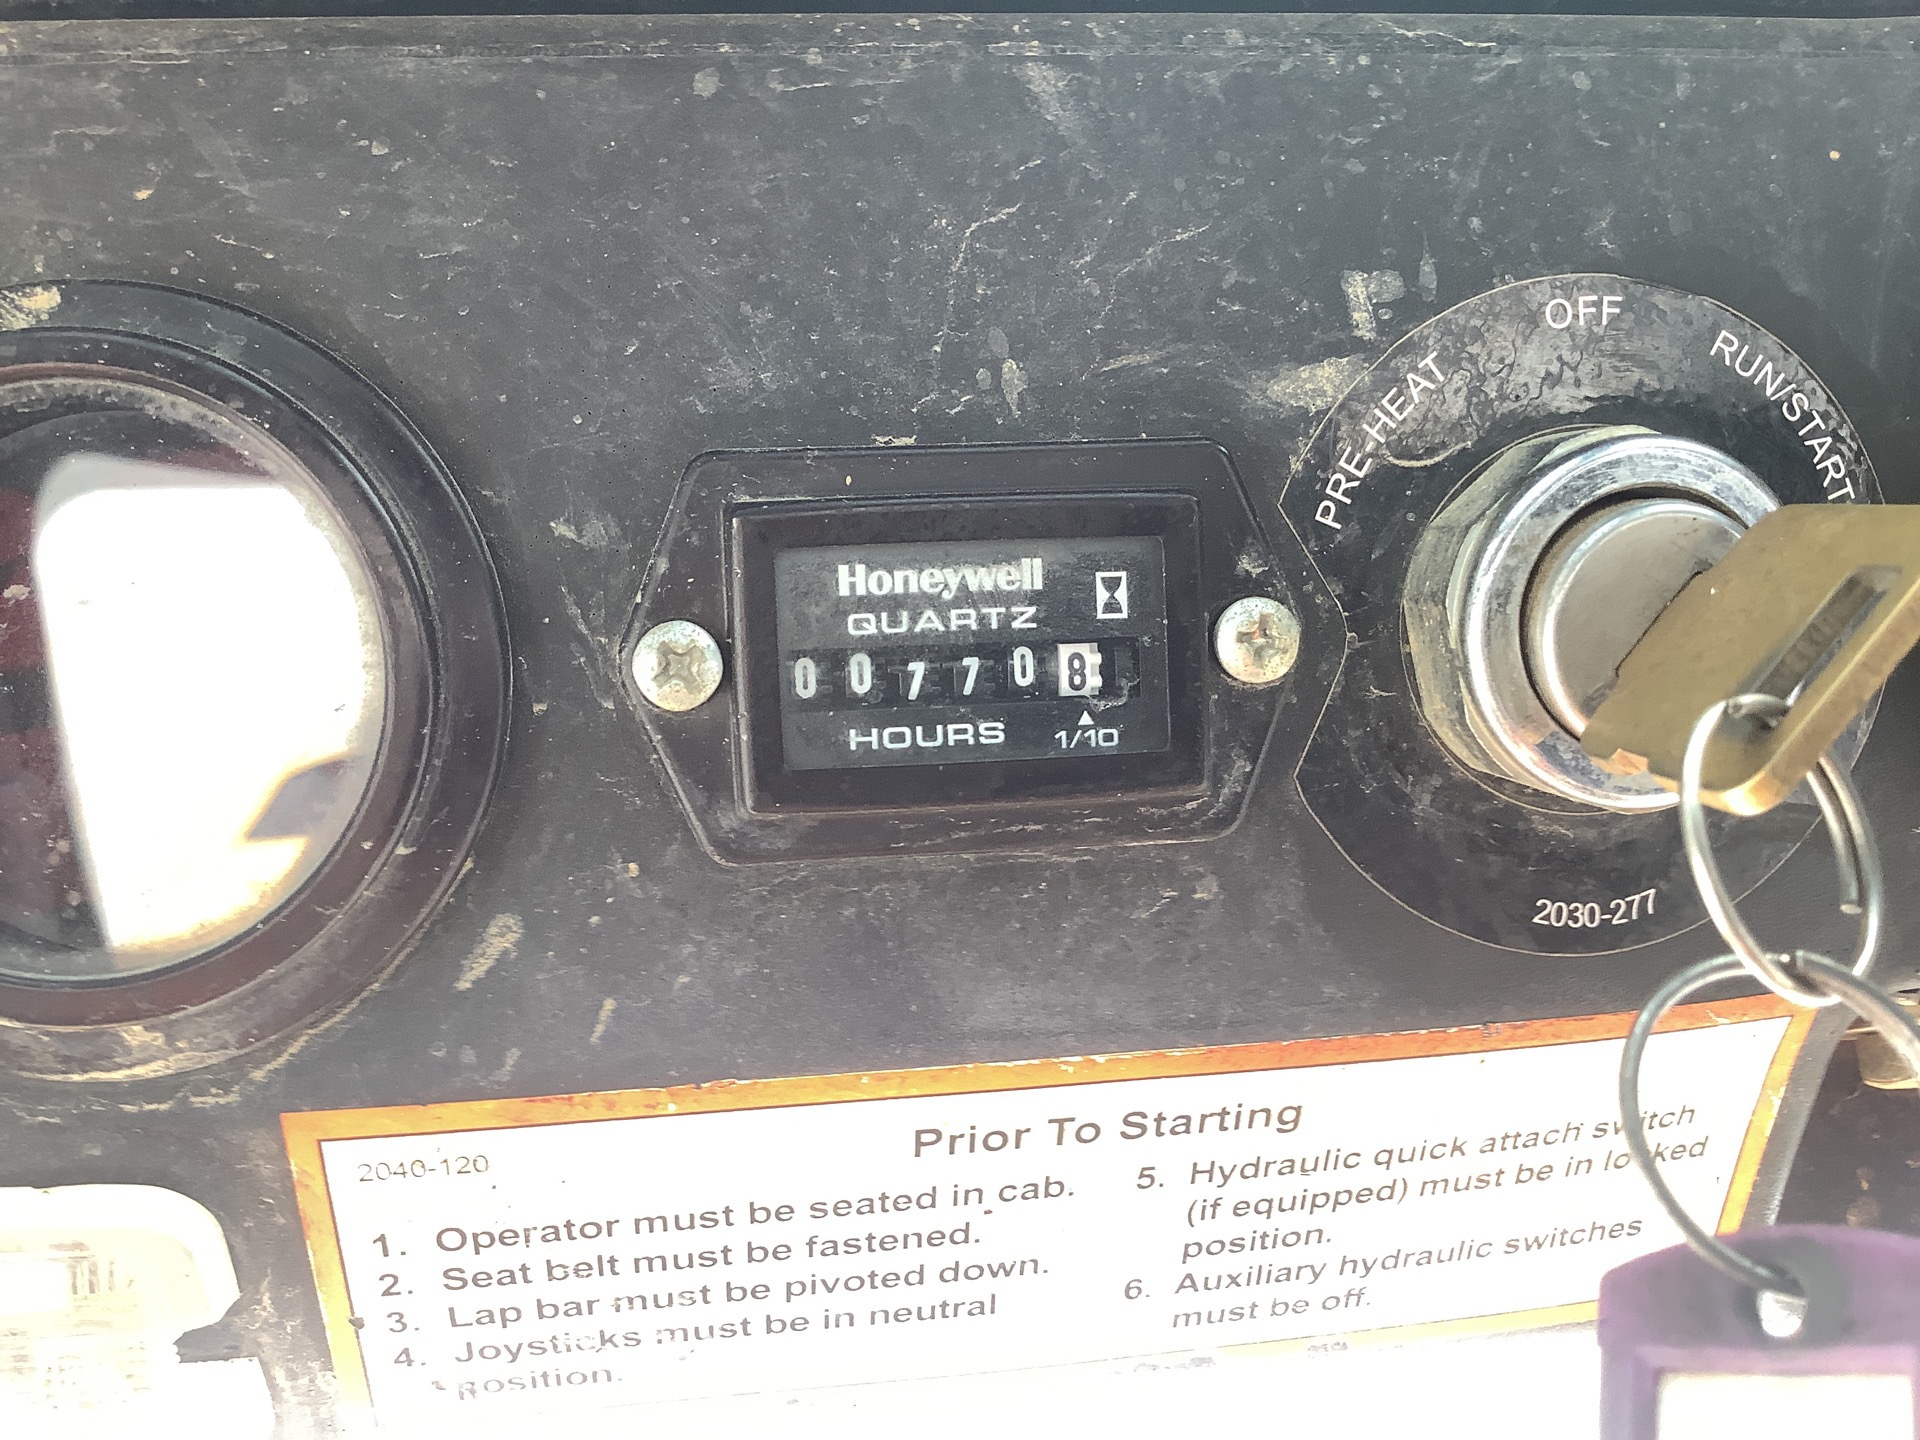 OFF
PRE-HEAT
RUN/START
Honeywell
QUARTZ
007708
HOURS 1/10
2030-277
Prior To Starting
2040-120
1. Operator must be seated in cab.
2. Seat belt must be fastened.
3. Lap bar must be pivoted down.
4. Joysticks must be in neutral
position.
5. Hydraulic quick attach switch
(if equipped) must be in locked
position.
6. Auxiliary hydraulic switches
must be off.